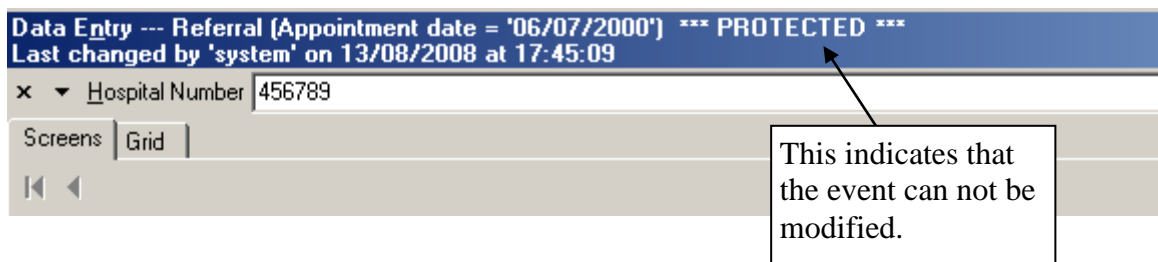 Data Entry --- Referral (Appointment date = '06/07/2000') *** PROTECTED ***
Last changed by 'system' on 13/08/2008 at 17:45:09
Hospital Number 456789
Screens Grid
This indicates that
the event can not be
modified.